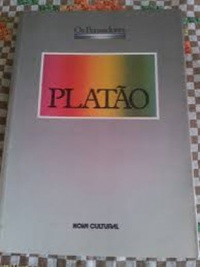 Os Pensadores
PLATÃO
NOVA CULTURAL